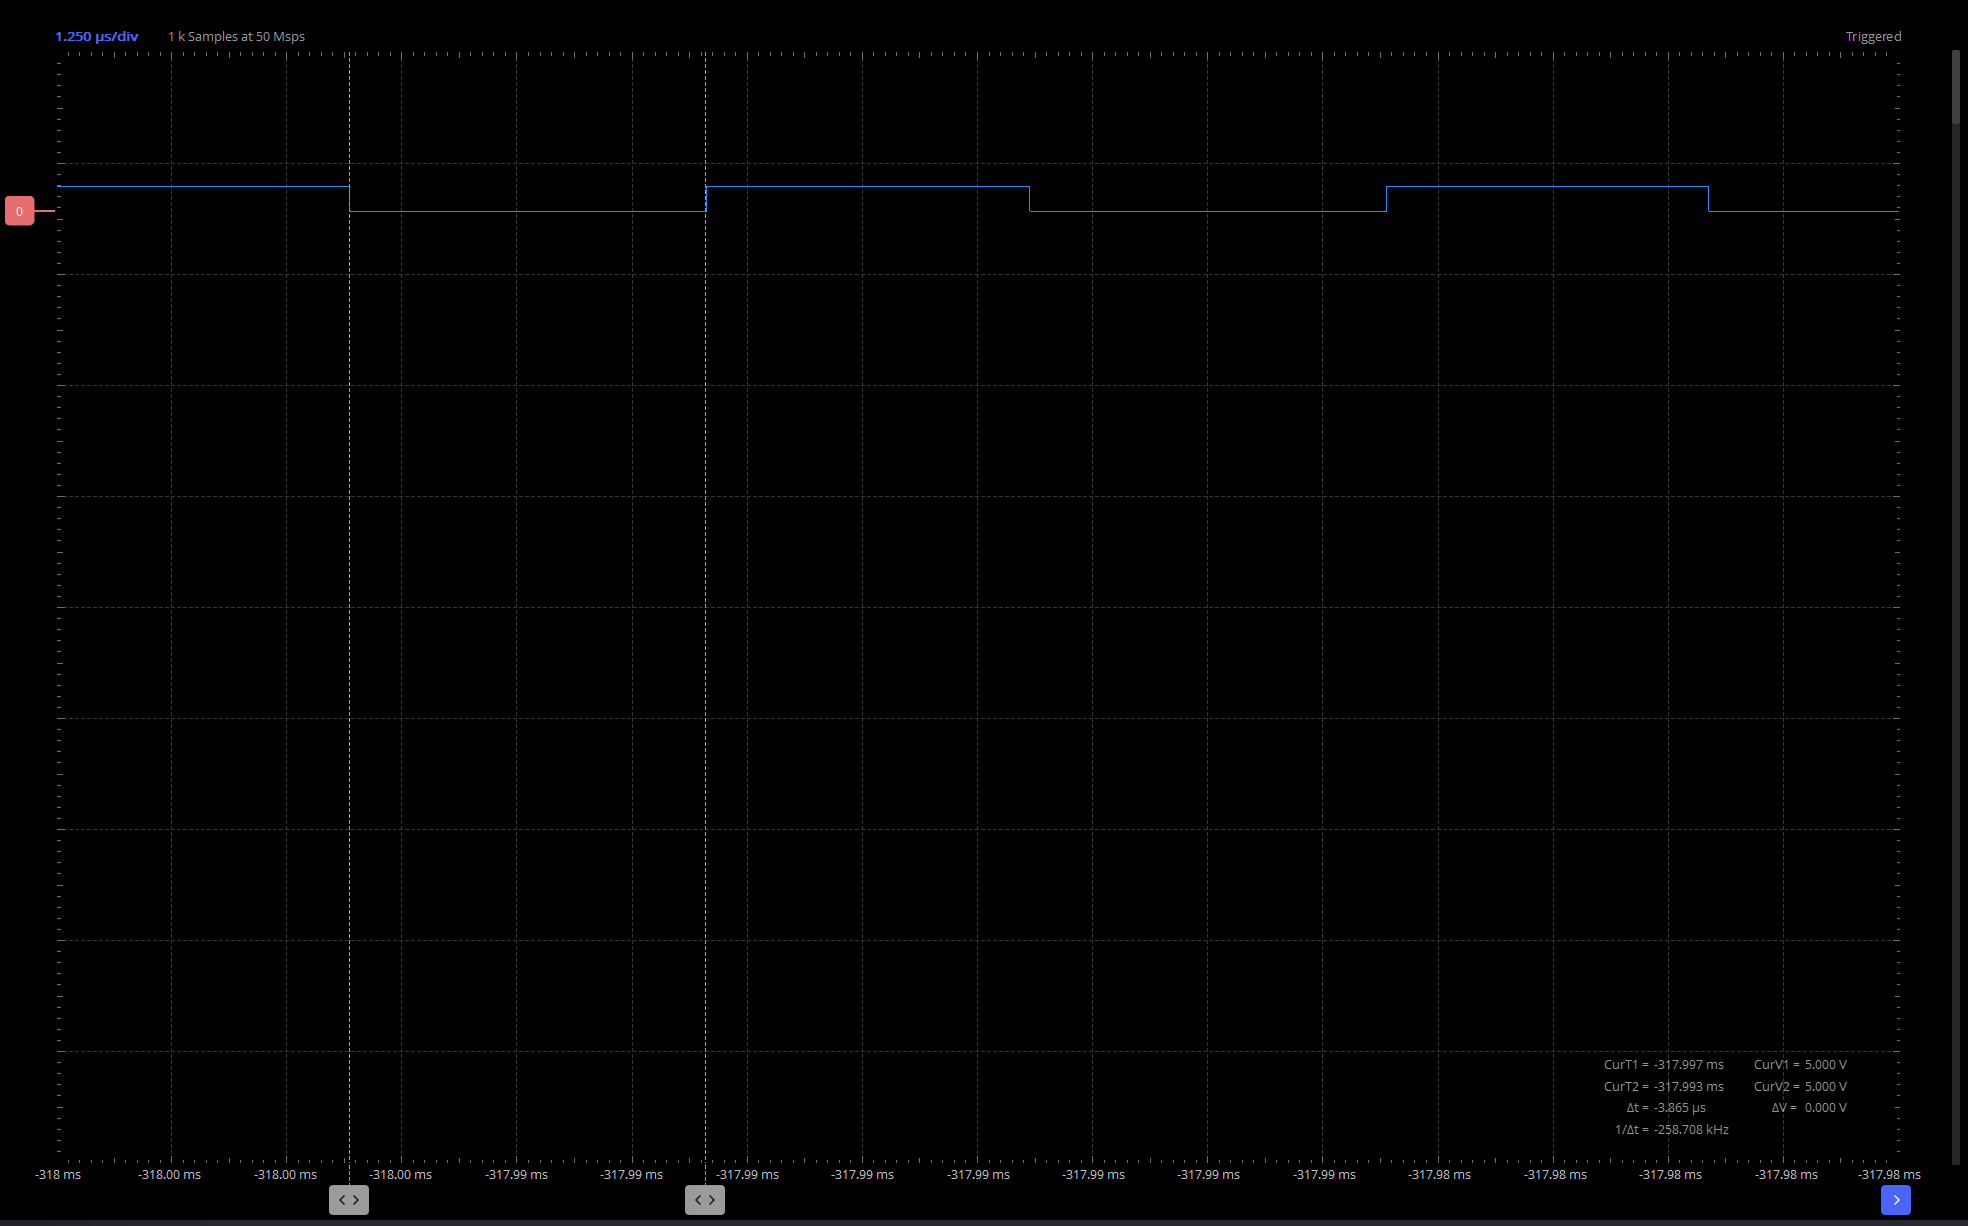 1.250 µs/div 1 k Samples at 50 Msps Triggered
0
CurT1 = -317.997 ms CurV1 = 5.000 V
CurT2 = -317.993 ms CurV2 = 5.000 V
Δt = -3.865 µs ΔV = 0.000 V
1/Δt = -258.708 kHz
-318 ms -318.00 ms -318.00 ms -318.00 ms -317.99 ms -317.99 ms -317.99 ms -317.99 ms -317.99 ms -317.99 ms -317.99 ms -317.99 ms -317.98 ms -317.98 ms -317.98 ms -317.98 ms -317.98 ms